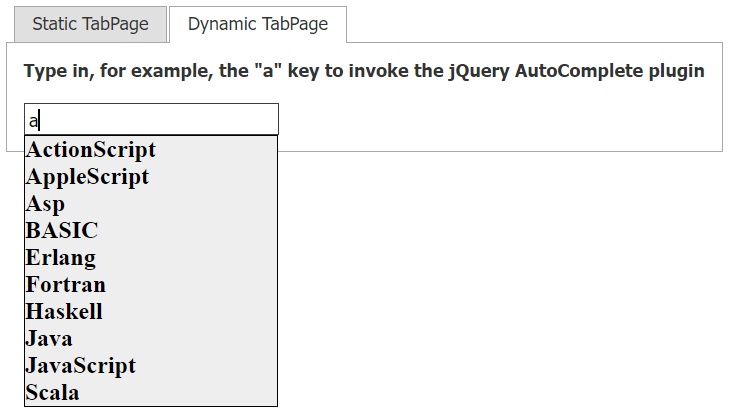 Static TabPage
Dynamic TabPage
Type in, for example, the "a" key to invoke the jQuery AutoComplete plugin
a
ActionScript
AppleScript
Asp
BASIC
Erlang
Fortran
Haskell
Java
JavaScript
Scala